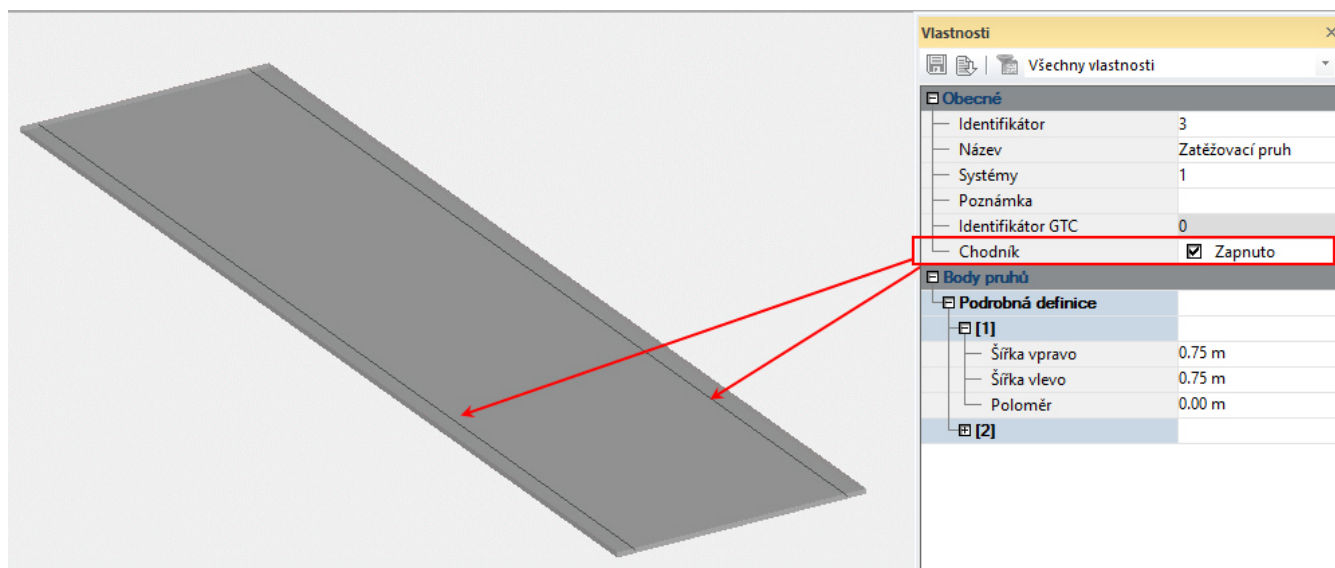 Vlastnosti
Všechny vlastnosti
Obecné
Identifikátor 3
Název Zatěžovací pruh
Systémy 1
Poznámka
Identifikátor GTC 0
Chodník Zapnuto
Body pruhů
Podrobná definice
[1]
Šířka vpravo 0.75 m
Šířka vlevo 0.75 m
Poloměr 0.00 m
[2]